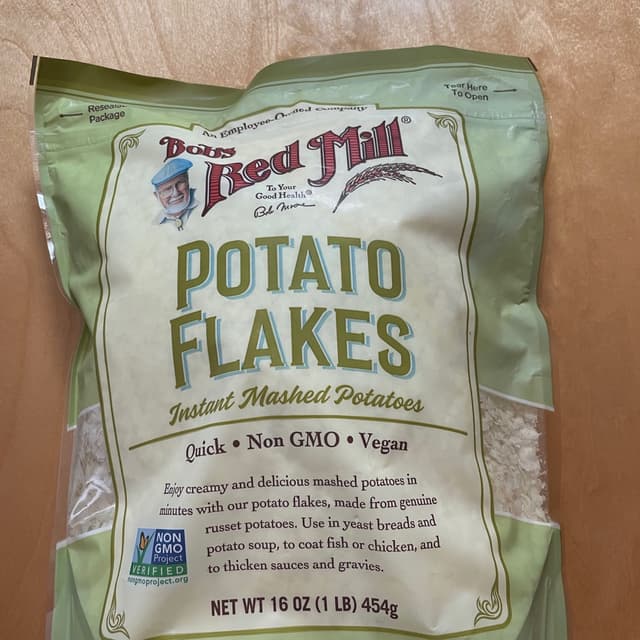 Resealable
Package
Tear Here
To Open
An Employee-Owned Company
Bob's
Red Mill®
To Your
Good Health®
Bob Moore
POTATO
FLAKES
Instant Mashed Potatoes
Quick • Non GMO • Vegan
Enjoy creamy and delicious mashed potatoes in
minutes with our potato flakes, made from genuine
russet potatoes. Use in yeast breads and
potato soup, to coat fish or chicken, and
to thicken sauces and gravies.
NON
GMO
Project
VERIFIED
nongmoproject.org
NET WT 16 OZ (1 LB) 454g